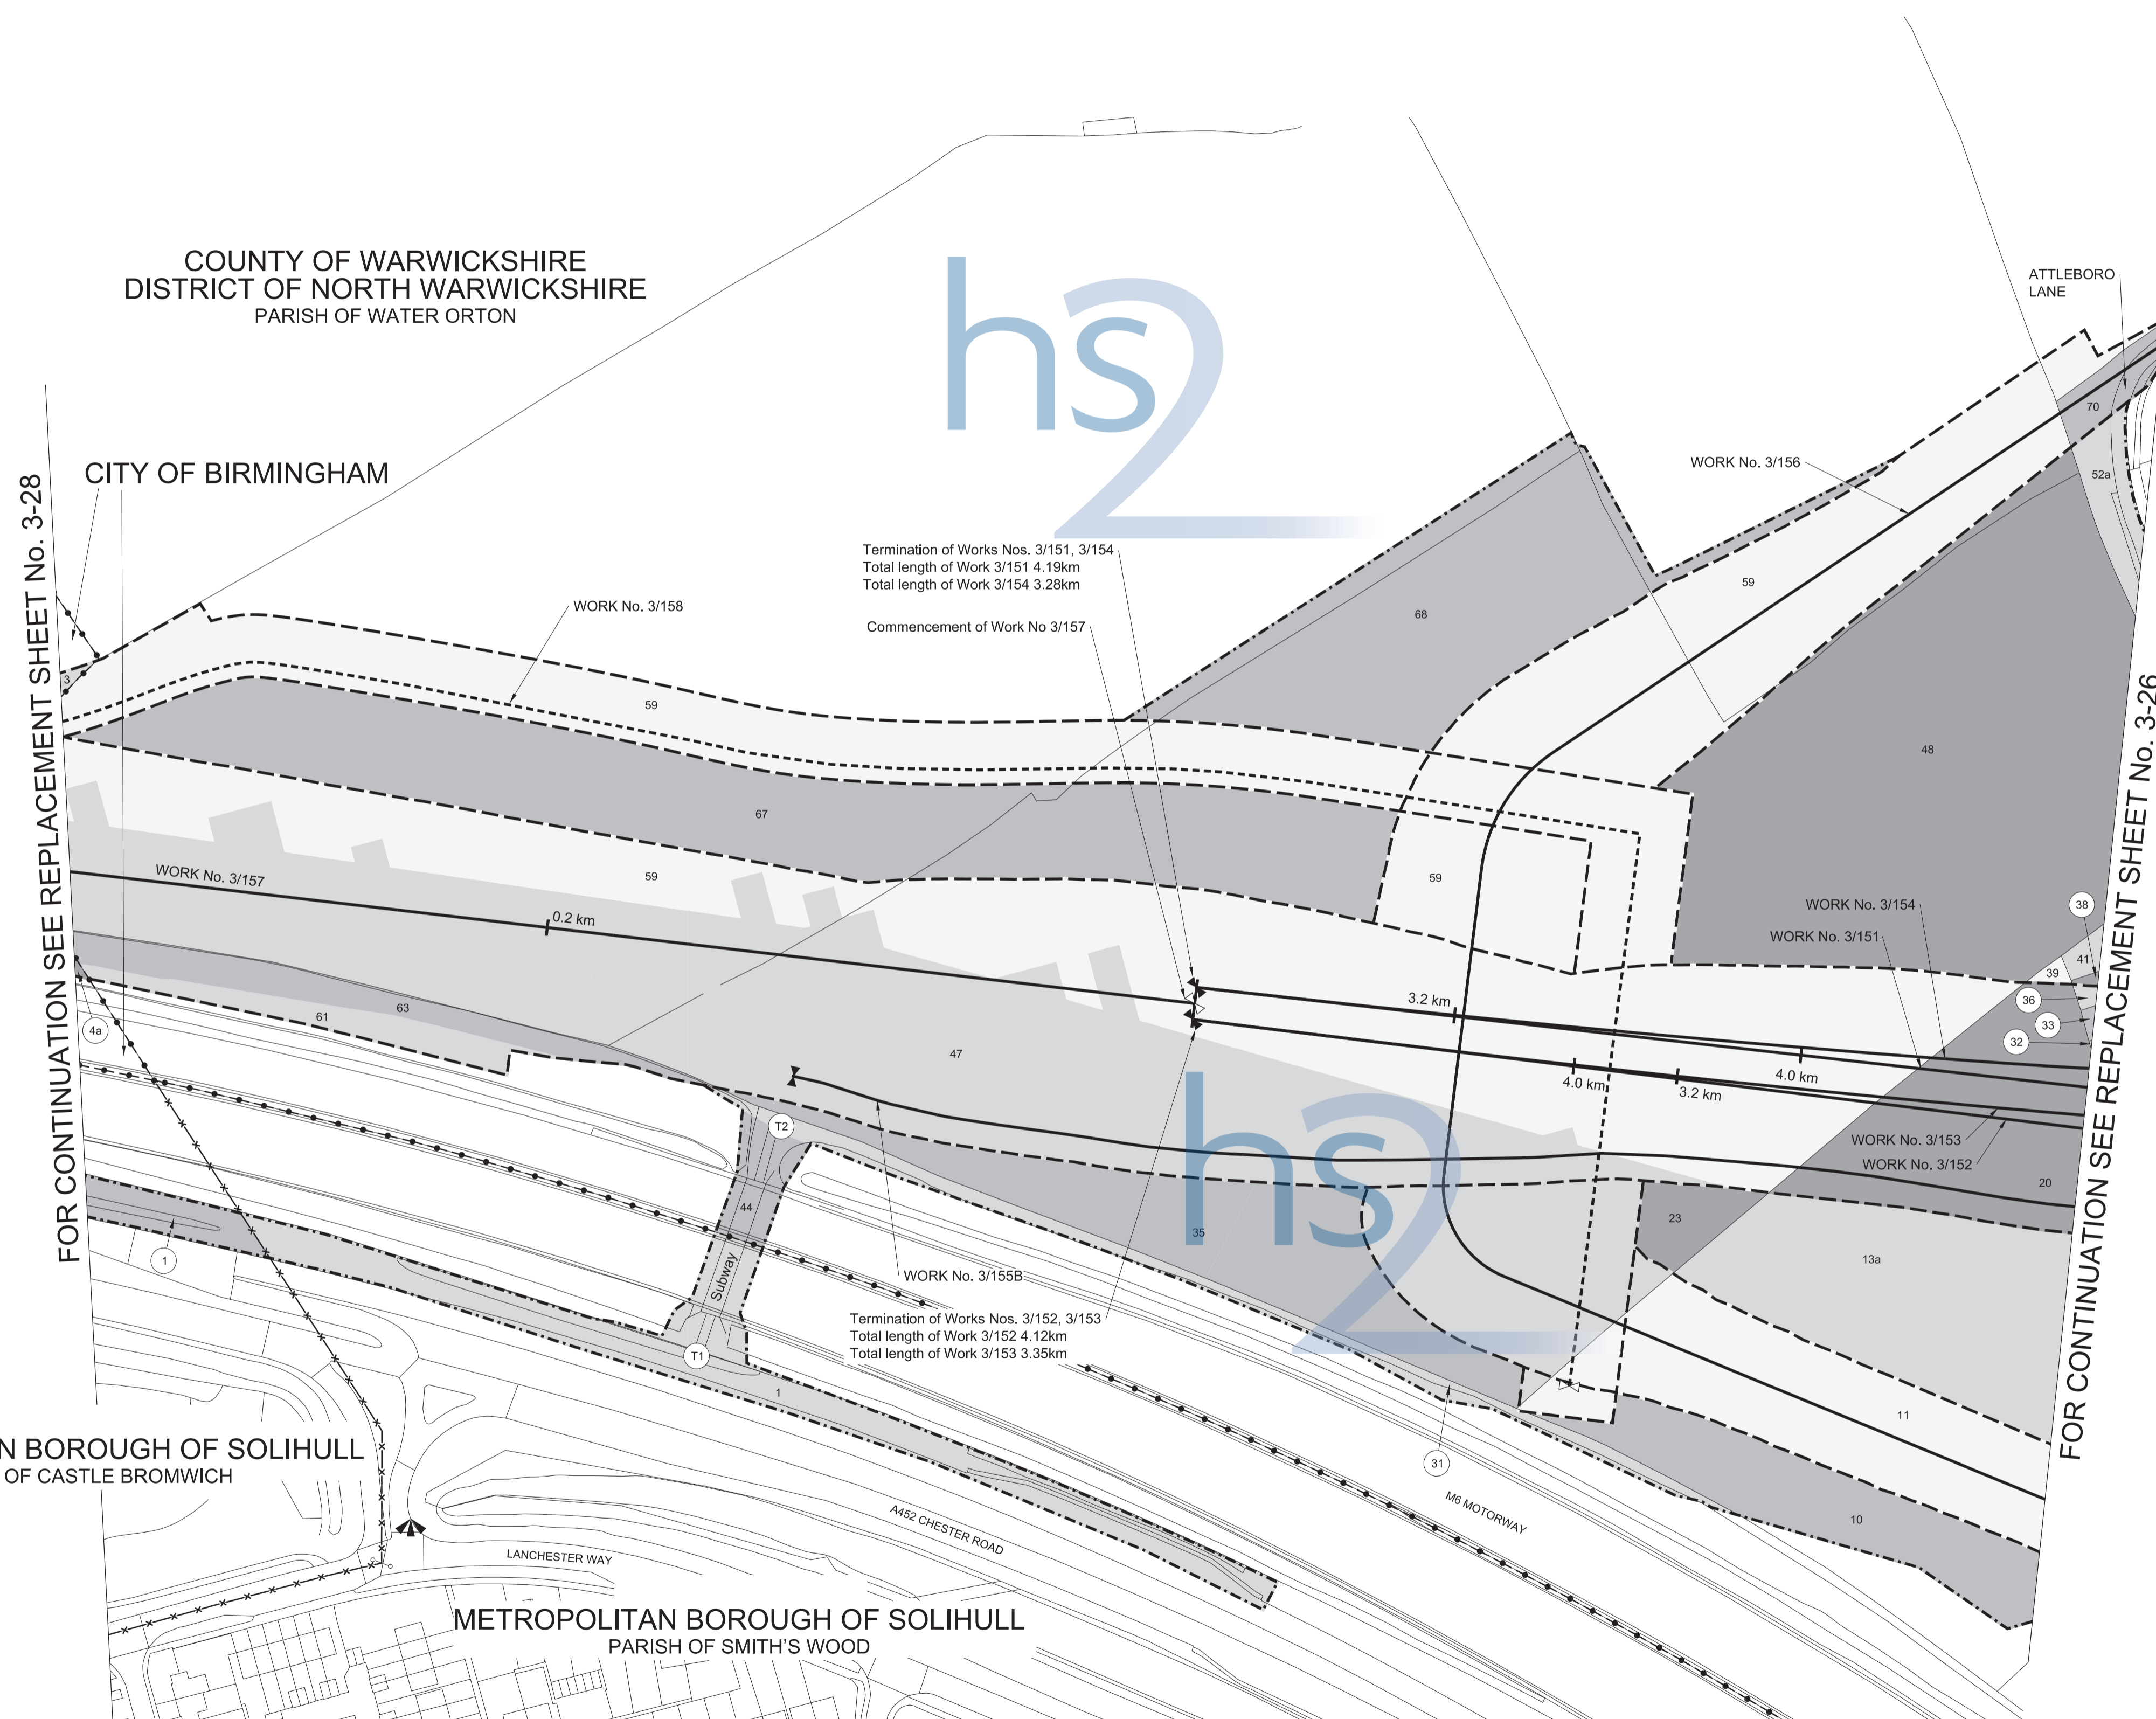 COUNTY OF WARWICKSHIRE
DISTRICT OF NORTH WARWICKSHIRE
PARISH OF WATER ORTON
hs2
ATTLEBORO
LANE
CITY OF BIRMINGHAM
FOR CONTINUATION SEE REPLACEMENT SHEET No. 3-28
FOR CONTINUATION SEE REPLACEMENT SHEET No. 3-26
70
WORK No. 3/156
52a
Termination of Works Nos. 3/151, 3/154
Total length of Work 3/151 4.19km
Total length of Work 3/154 3.28km
Commencement of Work No 3/157
WORK No. 3/158
59
68
3
59
48
67
WORK No. 3/157
59
59
0.2 km
WORK No. 3/154
38
WORK No. 3/151
41
39
36
33
32
3.2 km
4a
61
63
47
4.0 km
3.2 km
4.0 km
hs2
T2
WORK No. 3/153
WORK No. 3/152
20
44
35
23
13a
1
Subway
WORK No. 3/155B
Termination of Works Nos. 3/152, 3/153
Total length of Work 3/152 4.12km
Total length of Work 3/153 3.35km
T1
1
11
31
N BOROUGH OF SOLIHULL
OF CASTLE BROMWICH
M6 MOTORWAY
10
A452 CHESTER ROAD
LANCHESTER WAY
METROPOLITAN BOROUGH OF SOLIHULL
PARISH OF SMITH'S WOOD